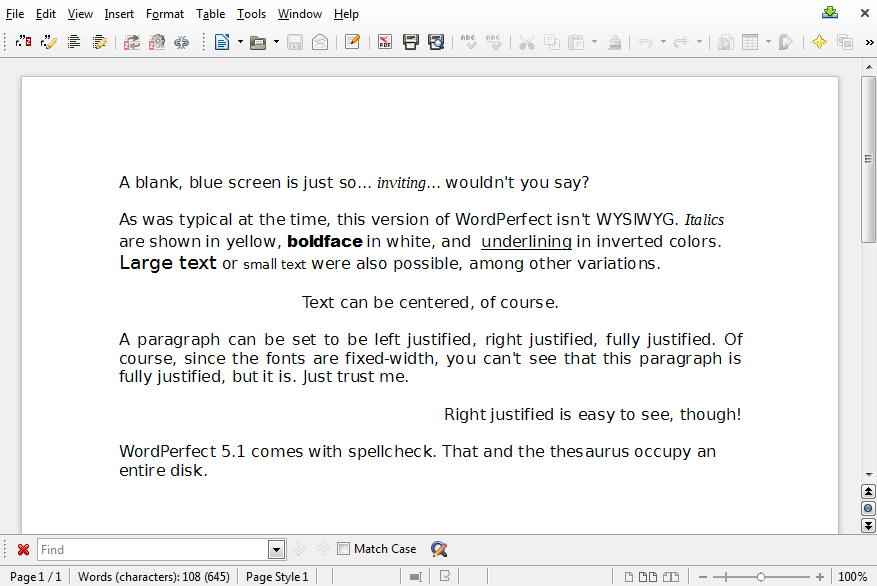 File Edit View Insert Format Table Tools Window Help
A blank, blue screen is just so... inviting... wouldn't you say?
As was typical at the time, this version of WordPerfect isn't WYSIWYG. Italics
are shown in yellow, boldface in white, and  underlining in inverted colors.
Large text or small text were also possible, among other variations.
Text can be centered, of course.
A paragraph can be set to be left justified, right justified, fully justified. Of
course, since the fonts are fixed-width, you can't see that this paragraph is
fully justified, but it is. Just trust me.
Right justified is easy to see, though!
WordPerfect 5.1 comes with spellcheck. That and the thesaurus occupy an
entire disk.
Find Match Case
Page 1 / 1 Words (characters): 108 (645) Page Style1 100%